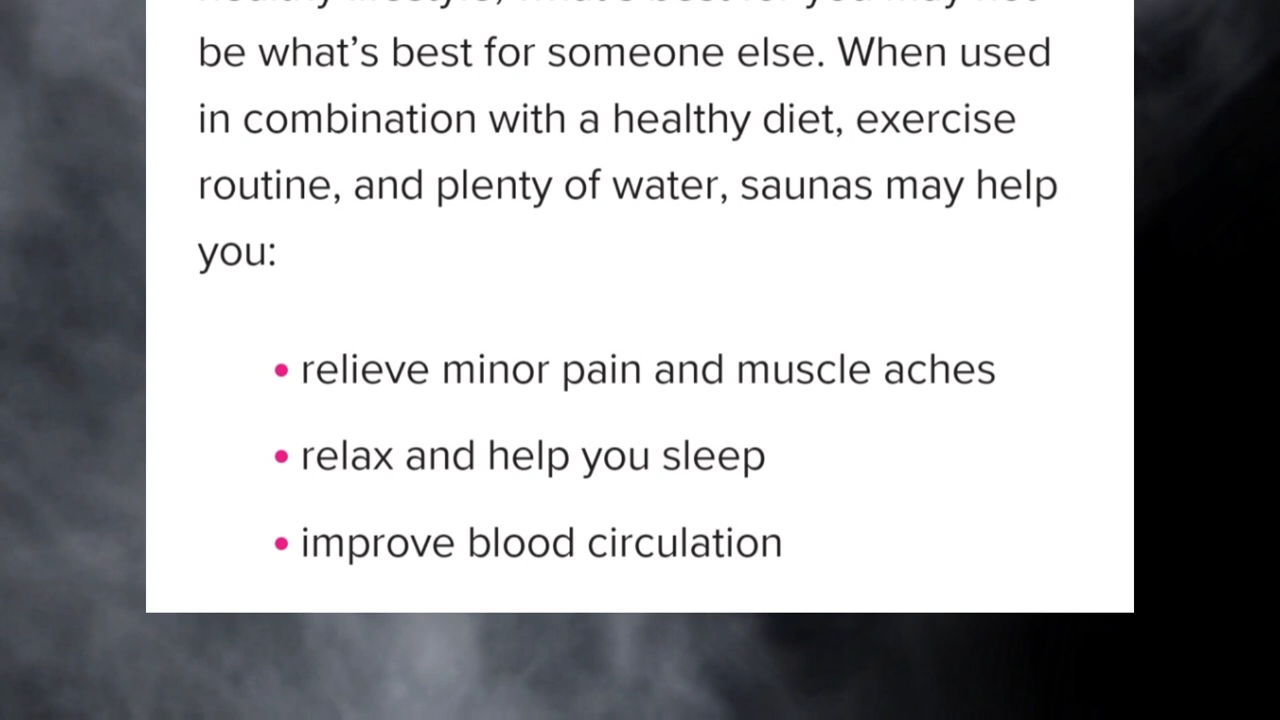 be what’s best for someone else. When used
in combination with a healthy diet, exercise
routine, and plenty of water, saunas may help
you:
• relieve minor pain and muscle aches
• relax and help you sleep
• improve blood circulation